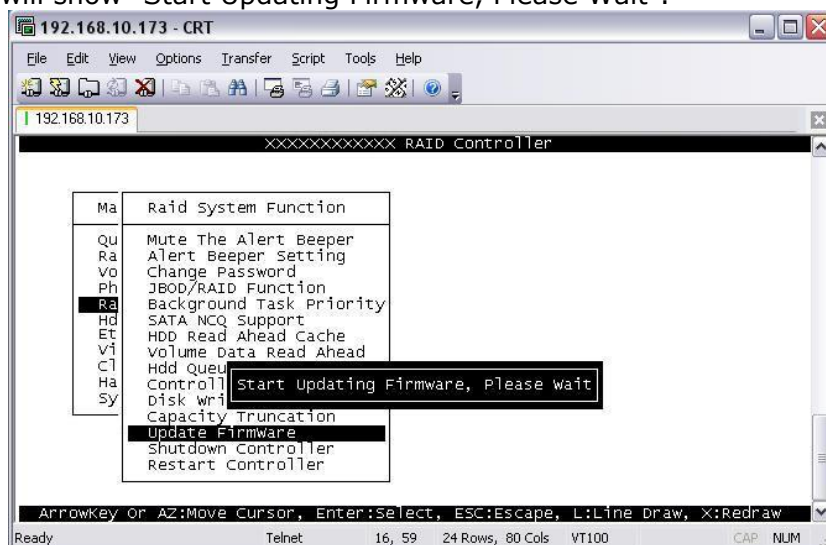 will show "Start Updating Firmware, Please Wait".
192.168.10.173 - CRT
File Edit View Options Transfer Script Tools Help
192.168.10.173
XXXXXXXXXXXX RAID Controller
Ma Raid System Function
Qu Mute The Alert Beeper
Ra Alert Beeper Setting
Vo Change Password
Ph JBOD/RAID Function
Ra Background Task Priority
Hd SATA NCQ Support
Et HDD Read Ahead Cache
Vi Volume Data Read Ahead
Cl Hdd Queu
Ha Controll Start Updating Firmware, Please Wait
Sy Disk Wri
Capacity Truncation
Update FirmWare
Shutdown Controller
Restart Controller
ArrowKey Or AZ:Move Cursor, Enter:Select, ESC:Escape, L:Line Draw, X:Redraw
Ready Telnet 16, 59 24 Rows, 80 Cols VT100 CAP NUM